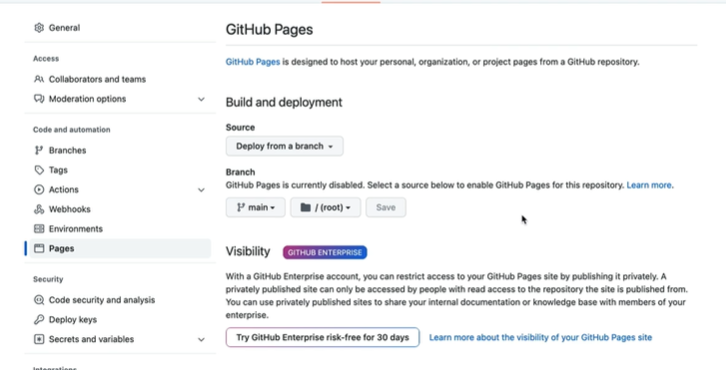 General
Access
Collaborators and teams
Moderation options
Code and automation
Branches
Tags
Actions
Webhooks
Environments
Pages
Security
Code security and analysis
Deploy keys
Secrets and variables
Integrations
GitHub Pages
GitHub Pages is designed to host your personal, organization, or project pages from a GitHub repository.
Build and deployment
Source
Deploy from a branch
Branch
GitHub Pages is currently disabled. Select a source below to enable GitHub Pages for this repository. Learn more.
main / (root) Save
Visibility GITHUB ENTERPRISE
With a GitHub Enterprise account, you can restrict access to your GitHub Pages site by publishing it privately. A
privately published site can only be accessed by people with read access to the repository the site is published from.
You can use privately published sites to share your internal documentation or knowledge base with members of your
enterprise.
Try GitHub Enterprise risk-free for 30 days Learn more about the visibility of your GitHub Pages site